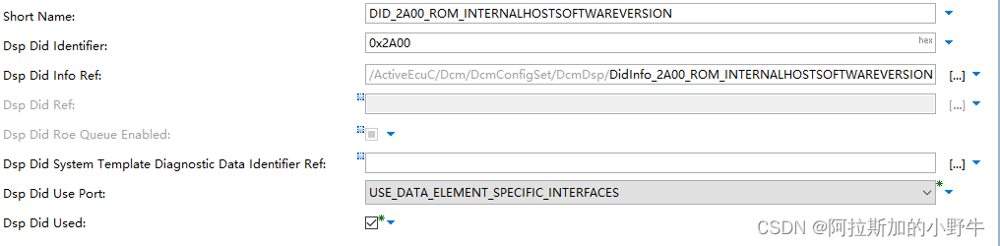 Short Name: DID_2A00_ROM_INTERNALHOSTSOFTWAREVERSION
Dsp Did Identifier: 0x2A00 hex
Dsp Did Info Ref: /ActiveEcuC/Dcm/DcmConfigSet/DcmDsp/DidInfo_2A00_ROM_INTERNALHOSTSOFTWAREVERSION [...]
Dsp Did Ref: [...]
Dsp Did Roe Queue Enabled:
Dsp Did System Template Diagnostic Data Identifier Ref: [...]
Dsp Did Use Port: USE_DATA_ELEMENT_SPECIFIC_INTERFACES
Dsp Did Used:
CSDN @阿拉斯加的小野牛